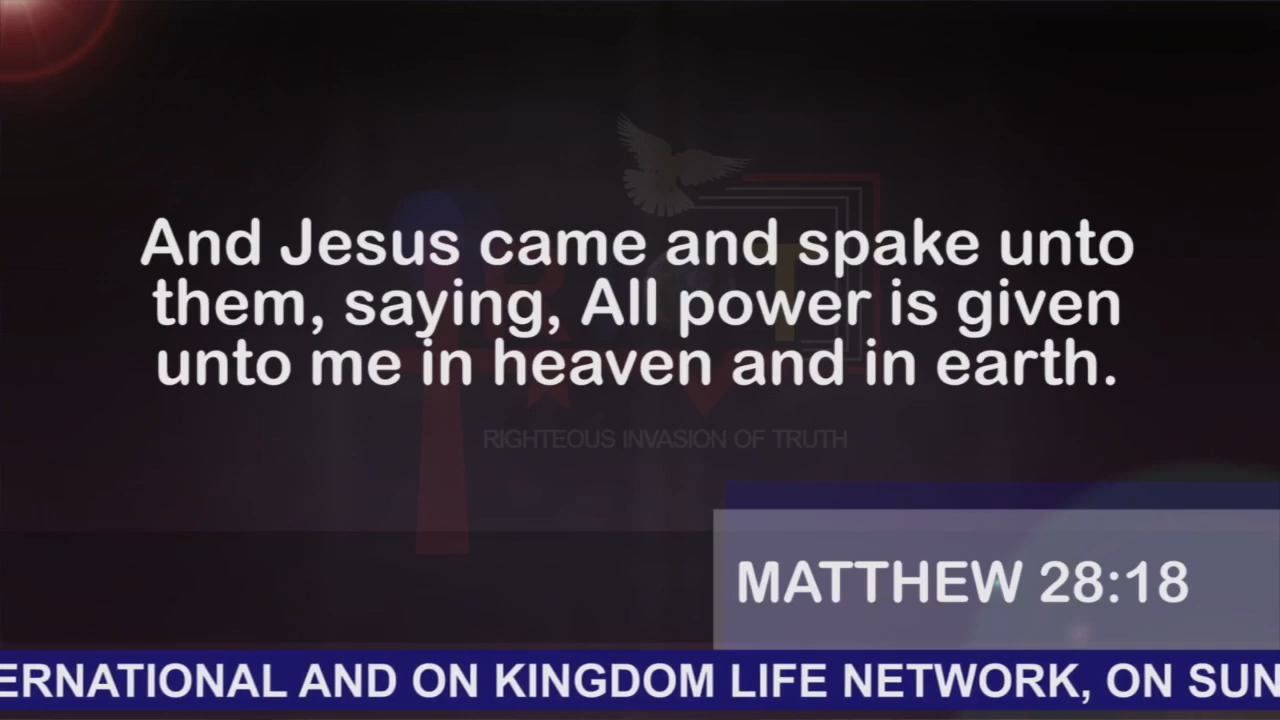 And Jesus came and spake unto
them, saying, All power is given
unto me in heaven and in earth.
RIGHTEOUS INVASION OF TRUTH
MATTHEW 28:18
ERNATIONAL AND ON KINGDOM LIFE NETWORK, ON SUN